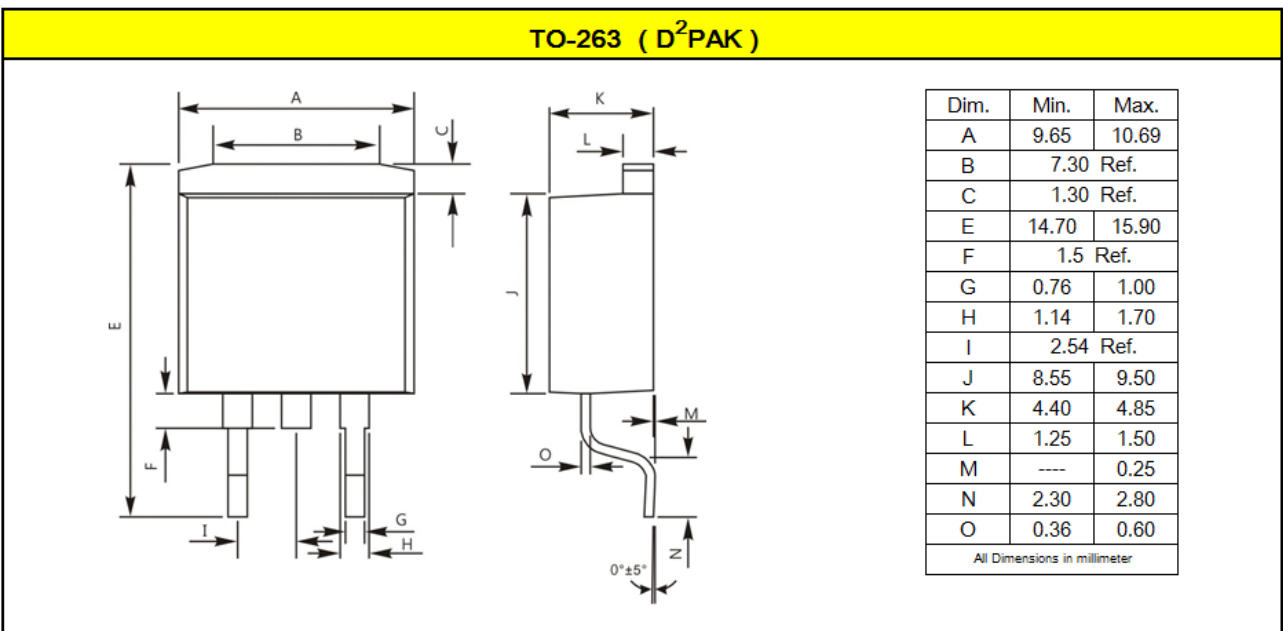 TO-263 ( D²PAK )
A
B
C
E
F
I
G
H
K
L
J
M
O
N
0°±5°
Dim. Min. Max.
A 9.65 10.69
B 7.30 Ref.
C 1.30 Ref.
E 14.70 15.90
F 1.5 Ref.
G 0.76 1.00
H 1.14 1.70
I 2.54 Ref.
J 8.55 9.50
K 4.40 4.85
L 1.25 1.50
M ---- 0.25
N 2.30 2.80
O 0.36 0.60
All Dimensions in millimeter